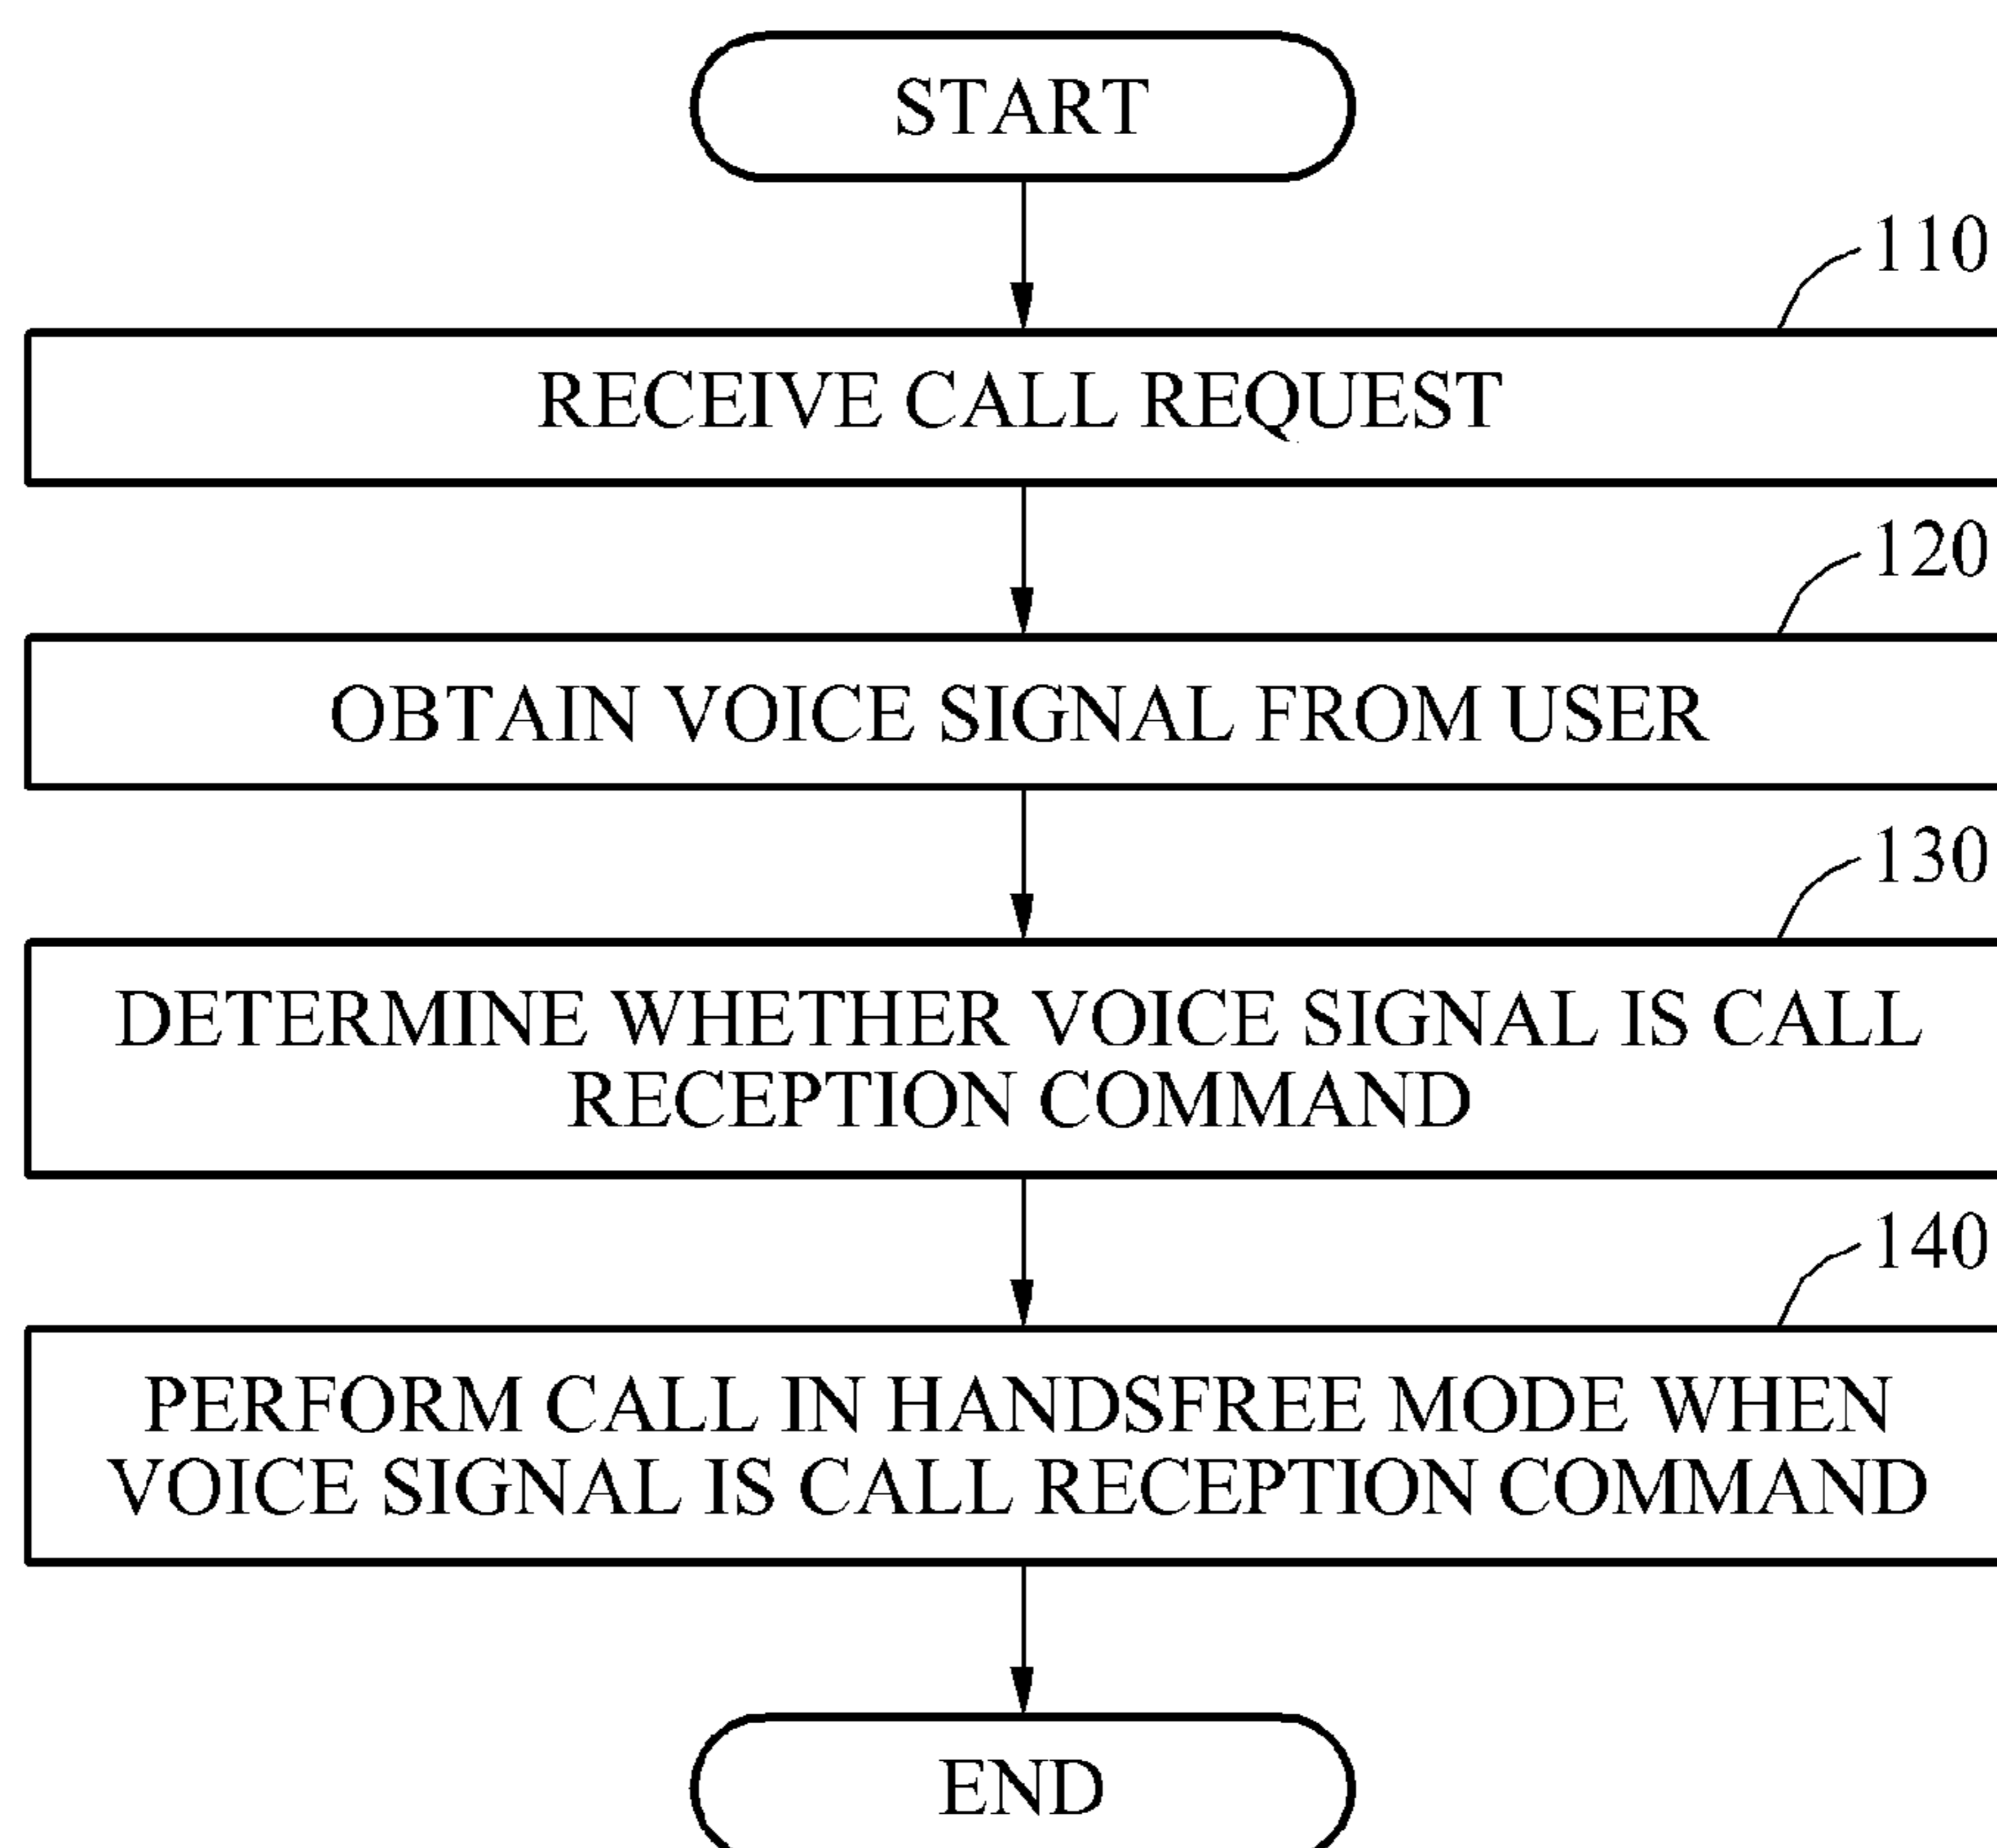 START
110
RECEIVE CALL REQUEST
120
OBTAIN VOICE SIGNAL FROM USER
130
DETERMINE WHETHER VOICE SIGNAL IS CALL
RECEPTION COMMAND
140
PERFORM CALL IN HANDSFREE MODE WHEN
VOICE SIGNAL IS CALL RECEPTION COMMAND
END